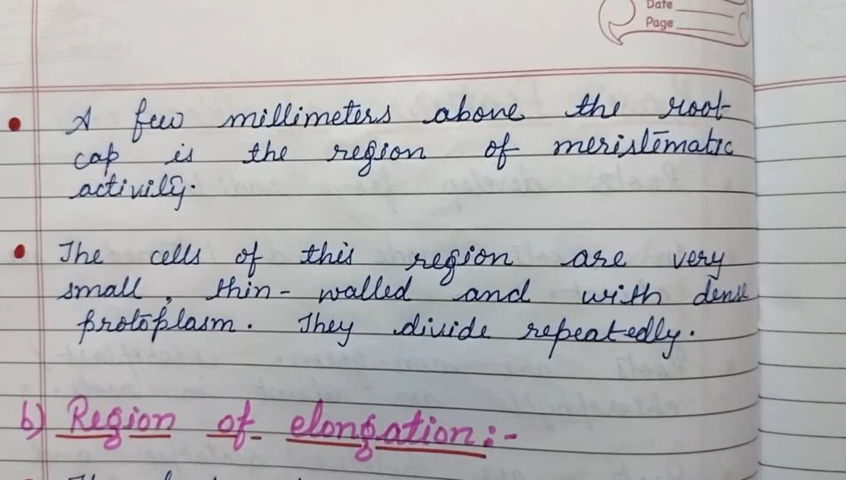 Date
Page
A few millimeters above the root
cap is the region of meristematic
activity.
The cells of this region are very
small, thin-walled and with dense
protoplasm. They divide repeatedly.
b) Region of elongation:-